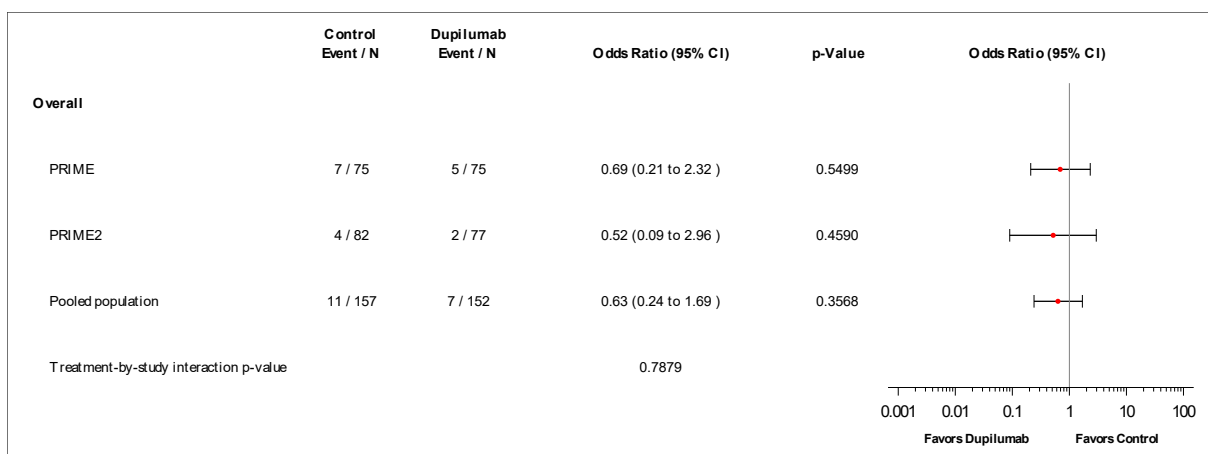 Control Dupilumab
Event / N Event / N Odds Ratio (95% CI) p-Value Odds Ratio (95% CI)
Overall
PRIME 7 / 75 5 / 75 0.69 (0.21 to 2.32 ) 0.5499
PRIME2 4 / 82 2 / 77 0.52 (0.09 to 2.96 ) 0.4590
Pooled population 11 / 157 7 / 152 0.63 (0.24 to 1.69 ) 0.3568
Treatment-by-study interaction p-value 0.7879
0.001 0.01 0.1 1 10 100
Favors Dupilumab Favors Control